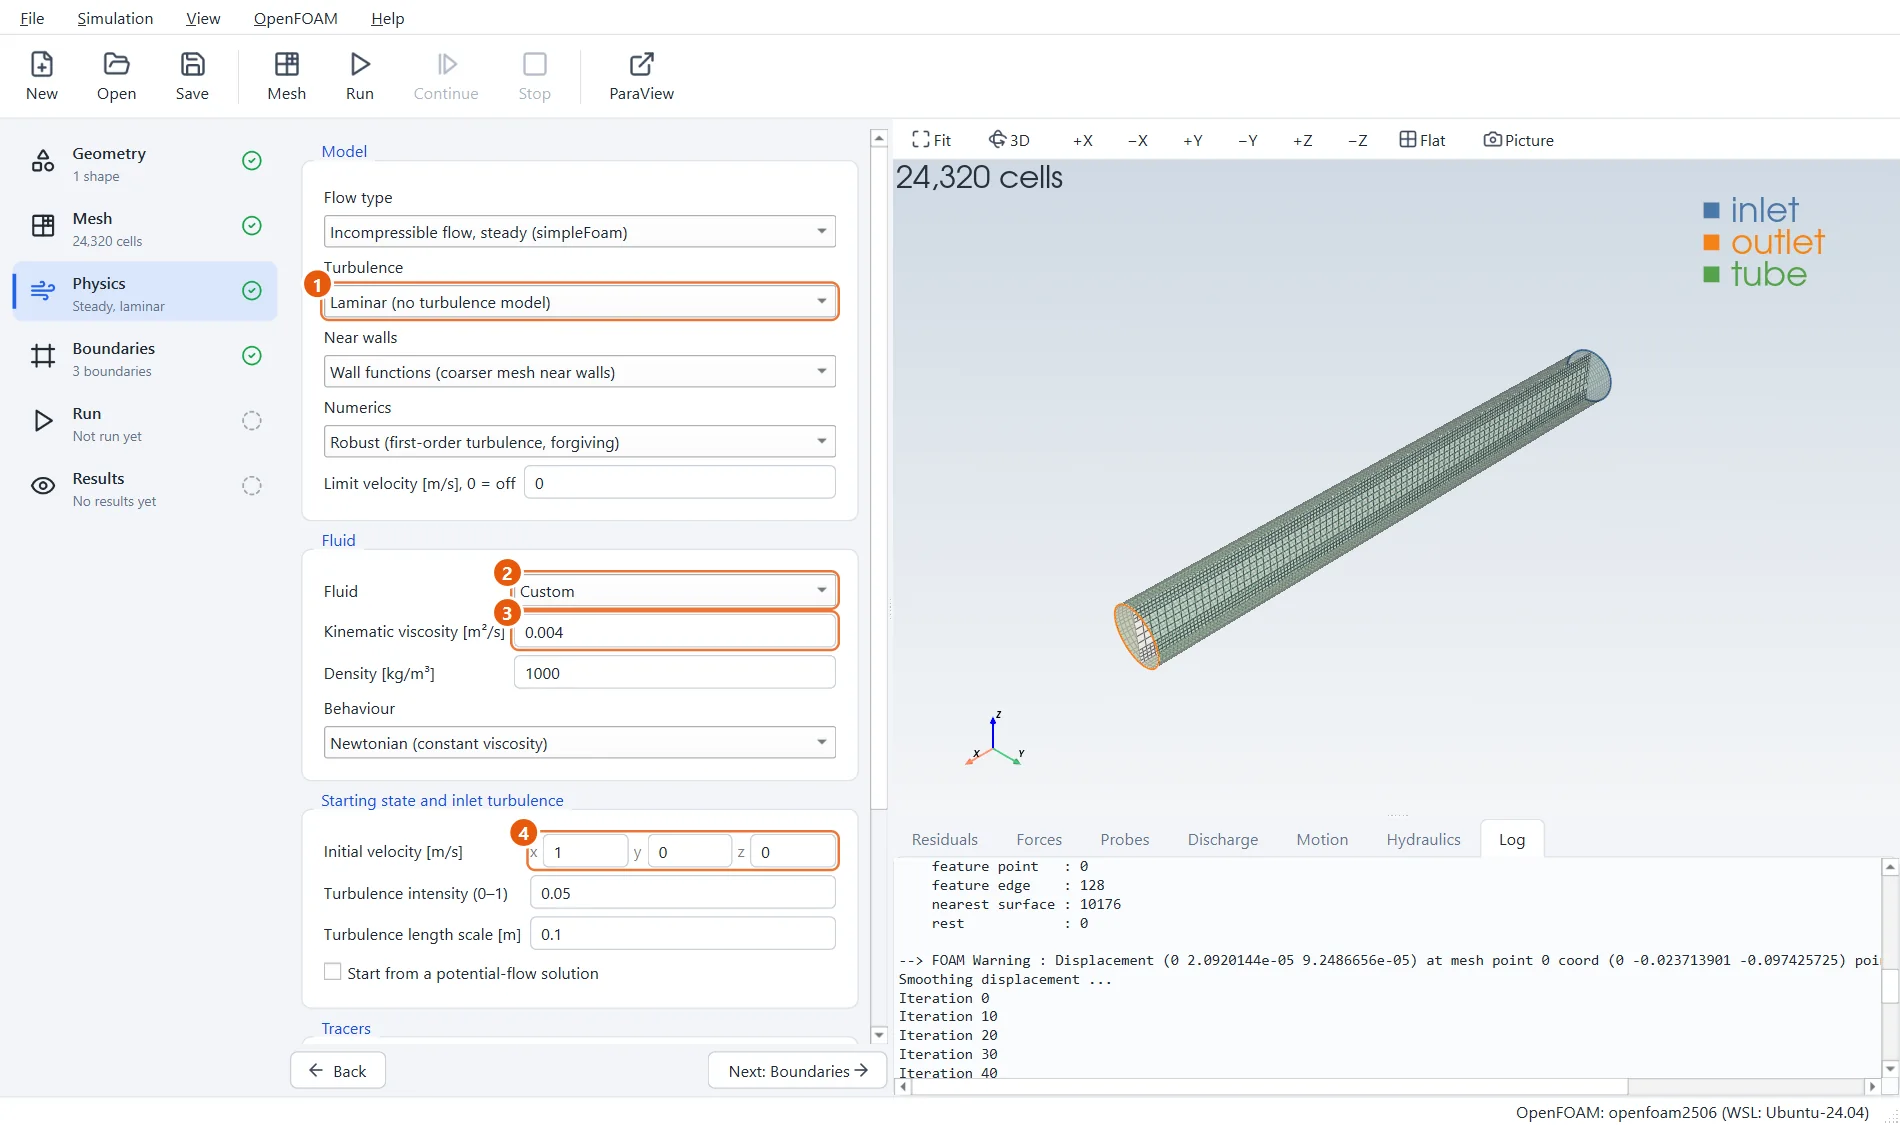 File Simulation View OpenFOAM Help
New Open Save Mesh Run Continue Stop ParaView
Geometry
1 shape
Mesh
24,320 cells
Physics
Steady, laminar
Boundaries
3 boundaries
Run
Not run yet
Results
No results yet
Model
Flow type
Incompressible flow, steady (simpleFoam)
Turbulence
1
Laminar (no turbulence model)
Near walls
Wall functions (coarser mesh near walls)
Numerics
Robust (first-order turbulence, forgiving)
Limit velocity [m/s], 0 = off 0
Fluid
2
Fluid Custom
3
Kinematic viscosity [m²/s] 0.004
Density [kg/m³] 1000
Behaviour
Newtonian (constant viscosity)
Starting state and inlet turbulence
4
Initial velocity [m/s] x 1 y 0 z 0
Turbulence intensity (0–1) 0.05
Turbulence length scale [m] 0.1
Start from a potential-flow solution
Tracers
Back Next: Boundaries
Fit 3D +X −X +Y −Y +Z −Z Flat Picture
24,320 cells
inlet
outlet
tube
Z
X Y
Residuals Forces Probes Discharge Motion Hydraulics Log
feature point : 0
feature edge : 128
nearest surface : 10176
rest : 0
--> FOAM Warning : Displacement (0 2.0920144e-05 9.2486656e-05) at mesh point 0 coord (0 -0.023713901 -0.097425725) poi
Smoothing displacement ...
Iteration 0
Iteration 10
Iteration 20
Iteration 30
Iteration 40
OpenFOAM: openfoam2506 (WSL: Ubuntu-24.04)